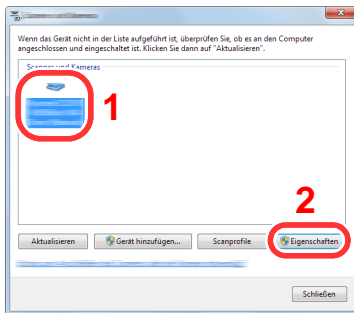 Wenn das Gerät nicht in der Liste aufgeführt ist, überprüfen Sie, ob es an den Computer
angeschlossen und eingeschaltet ist. Klicken Sie dann auf "Aktualisieren".
Scanner und Kameras
1
2
Aktualisieren
Gerät hinzufügen...
Scanprofile
Eigenschaften
Schließen